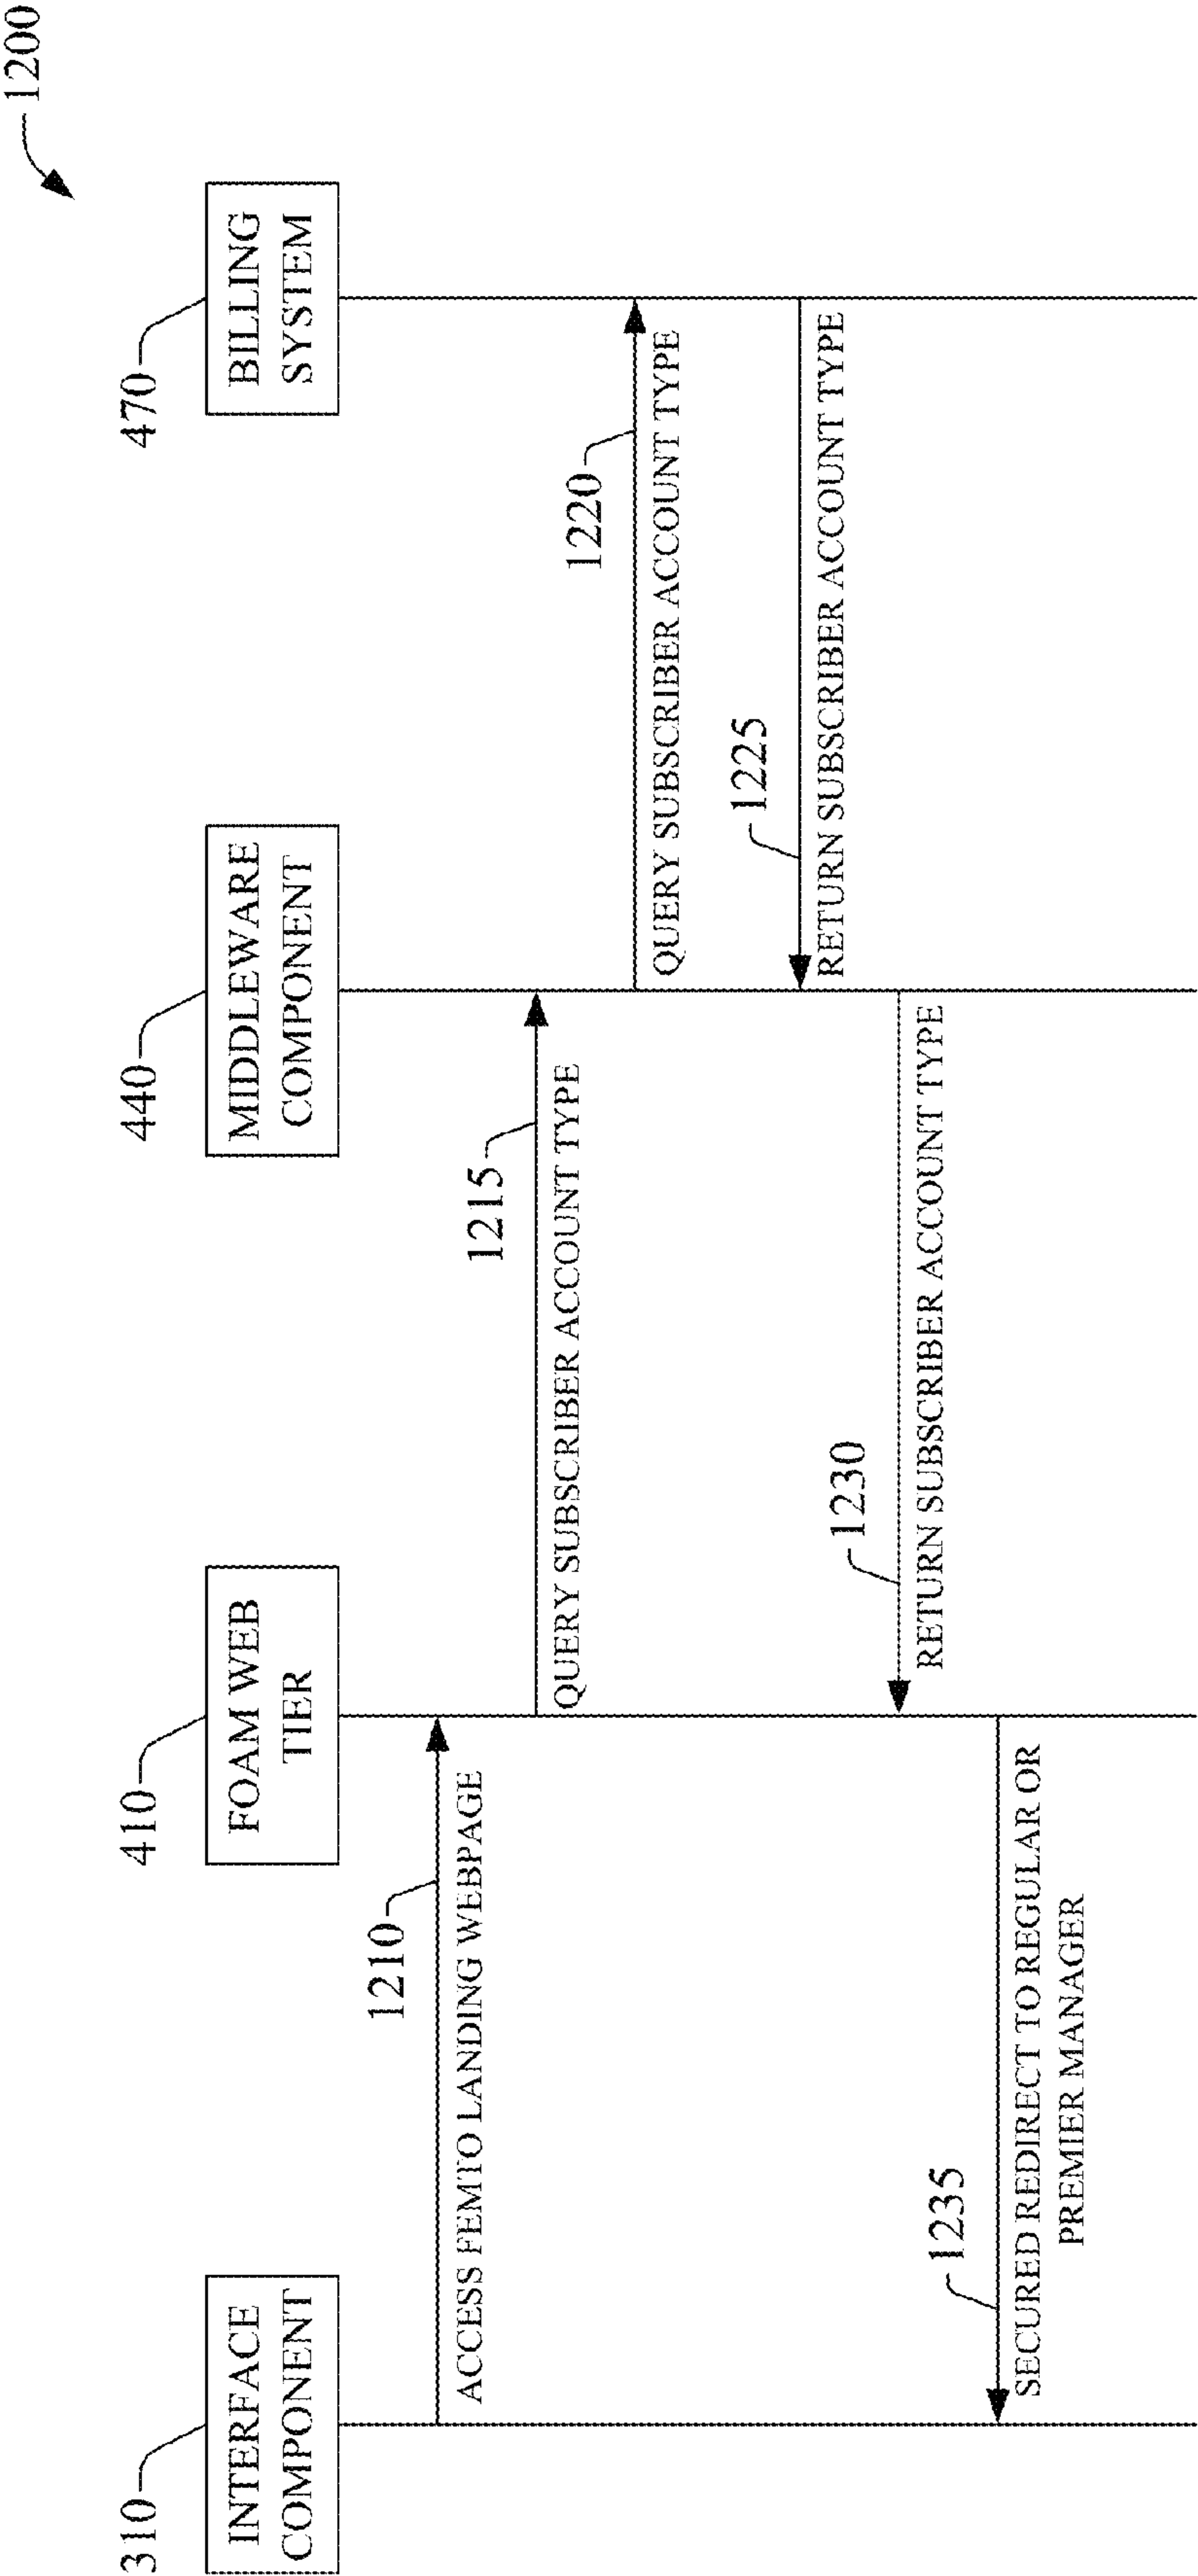 1200
310
INTERFACE
COMPONENT
410
FOAM WEB
TIER
440
MIDDLEWARE
COMPONENT
470
BILLING
SYSTEM
1210
ACCESS FEMTO LANDING WEBPAGE
1215
QUERY SUBSCRIBER ACCOUNT TYPE
1220
QUERY SUBSCRIBER ACCOUNT TYPE
1225
RETURN SUBSCRIBER ACCOUNT TYPE
1230
RETURN SUBSCRIBER ACCOUNT TYPE
1235
SECURED REDIRECT TO REGULAR OR
PREMIER MANAGER